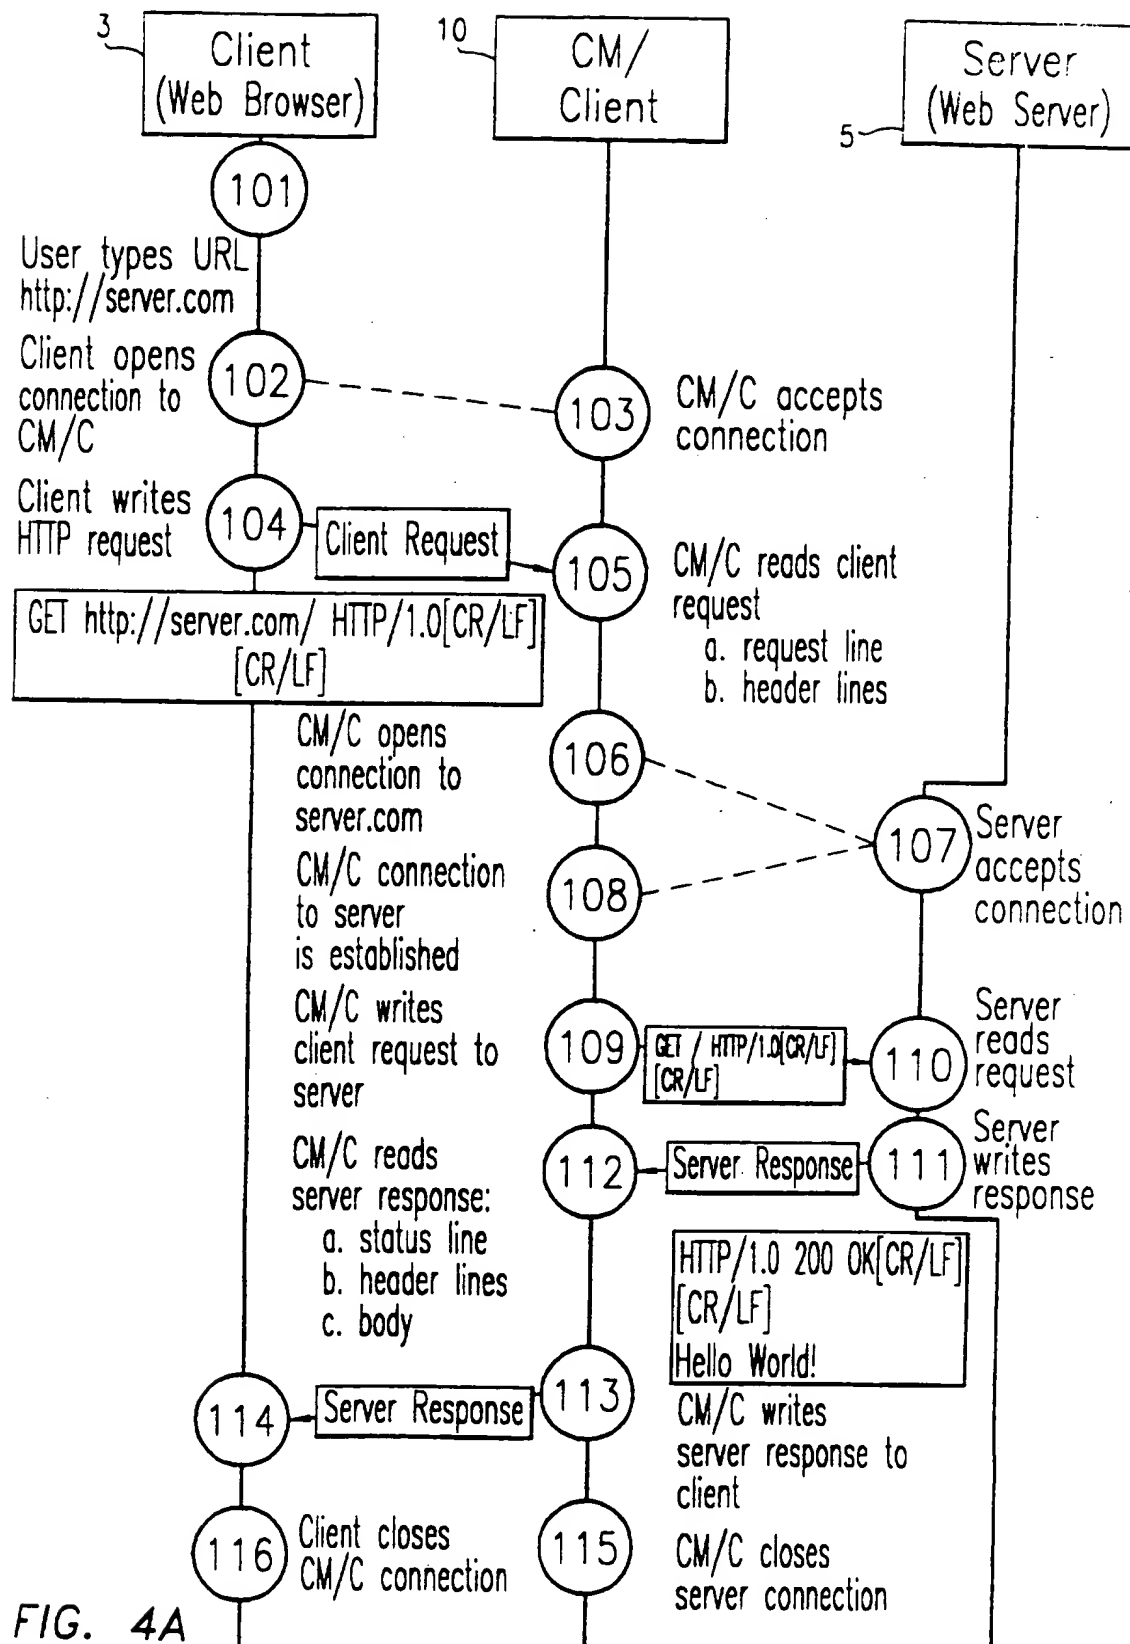 3
Client
(Web Browser)
10
CM/
Client
Server
(Web Server)
5
101
User types URL
http://server.com
Client opens
connection to
CM/C
102
103
CM/C accepts
connection
Client writes
HTTP request
104
Client Request
105
CM/C reads client
request
a. request line
b. header lines
GET http://server.com/ HTTP/1.0[CR/LF]
[CR/LF]
CM/C opens
connection to
server.com
106
107
Server
accepts
connection
CM/C connection
to server
is established
108
CM/C writes
client request to
server
109
GET / HTTP/1.0[CR/LF]
[CR/LF]
110
Server
reads
request
CM/C reads
server response:
a. status line
b. header lines
c. body
112
Server Response
111
Server
writes
response
HTTP/1.0 200 OK[CR/LF]
[CR/LF]
Hello World!
114
Server Response
113
CM/C writes
server response to
client
116
Client closes
CM/C connection
115
CM/C closes
server connection
FIG. 4A